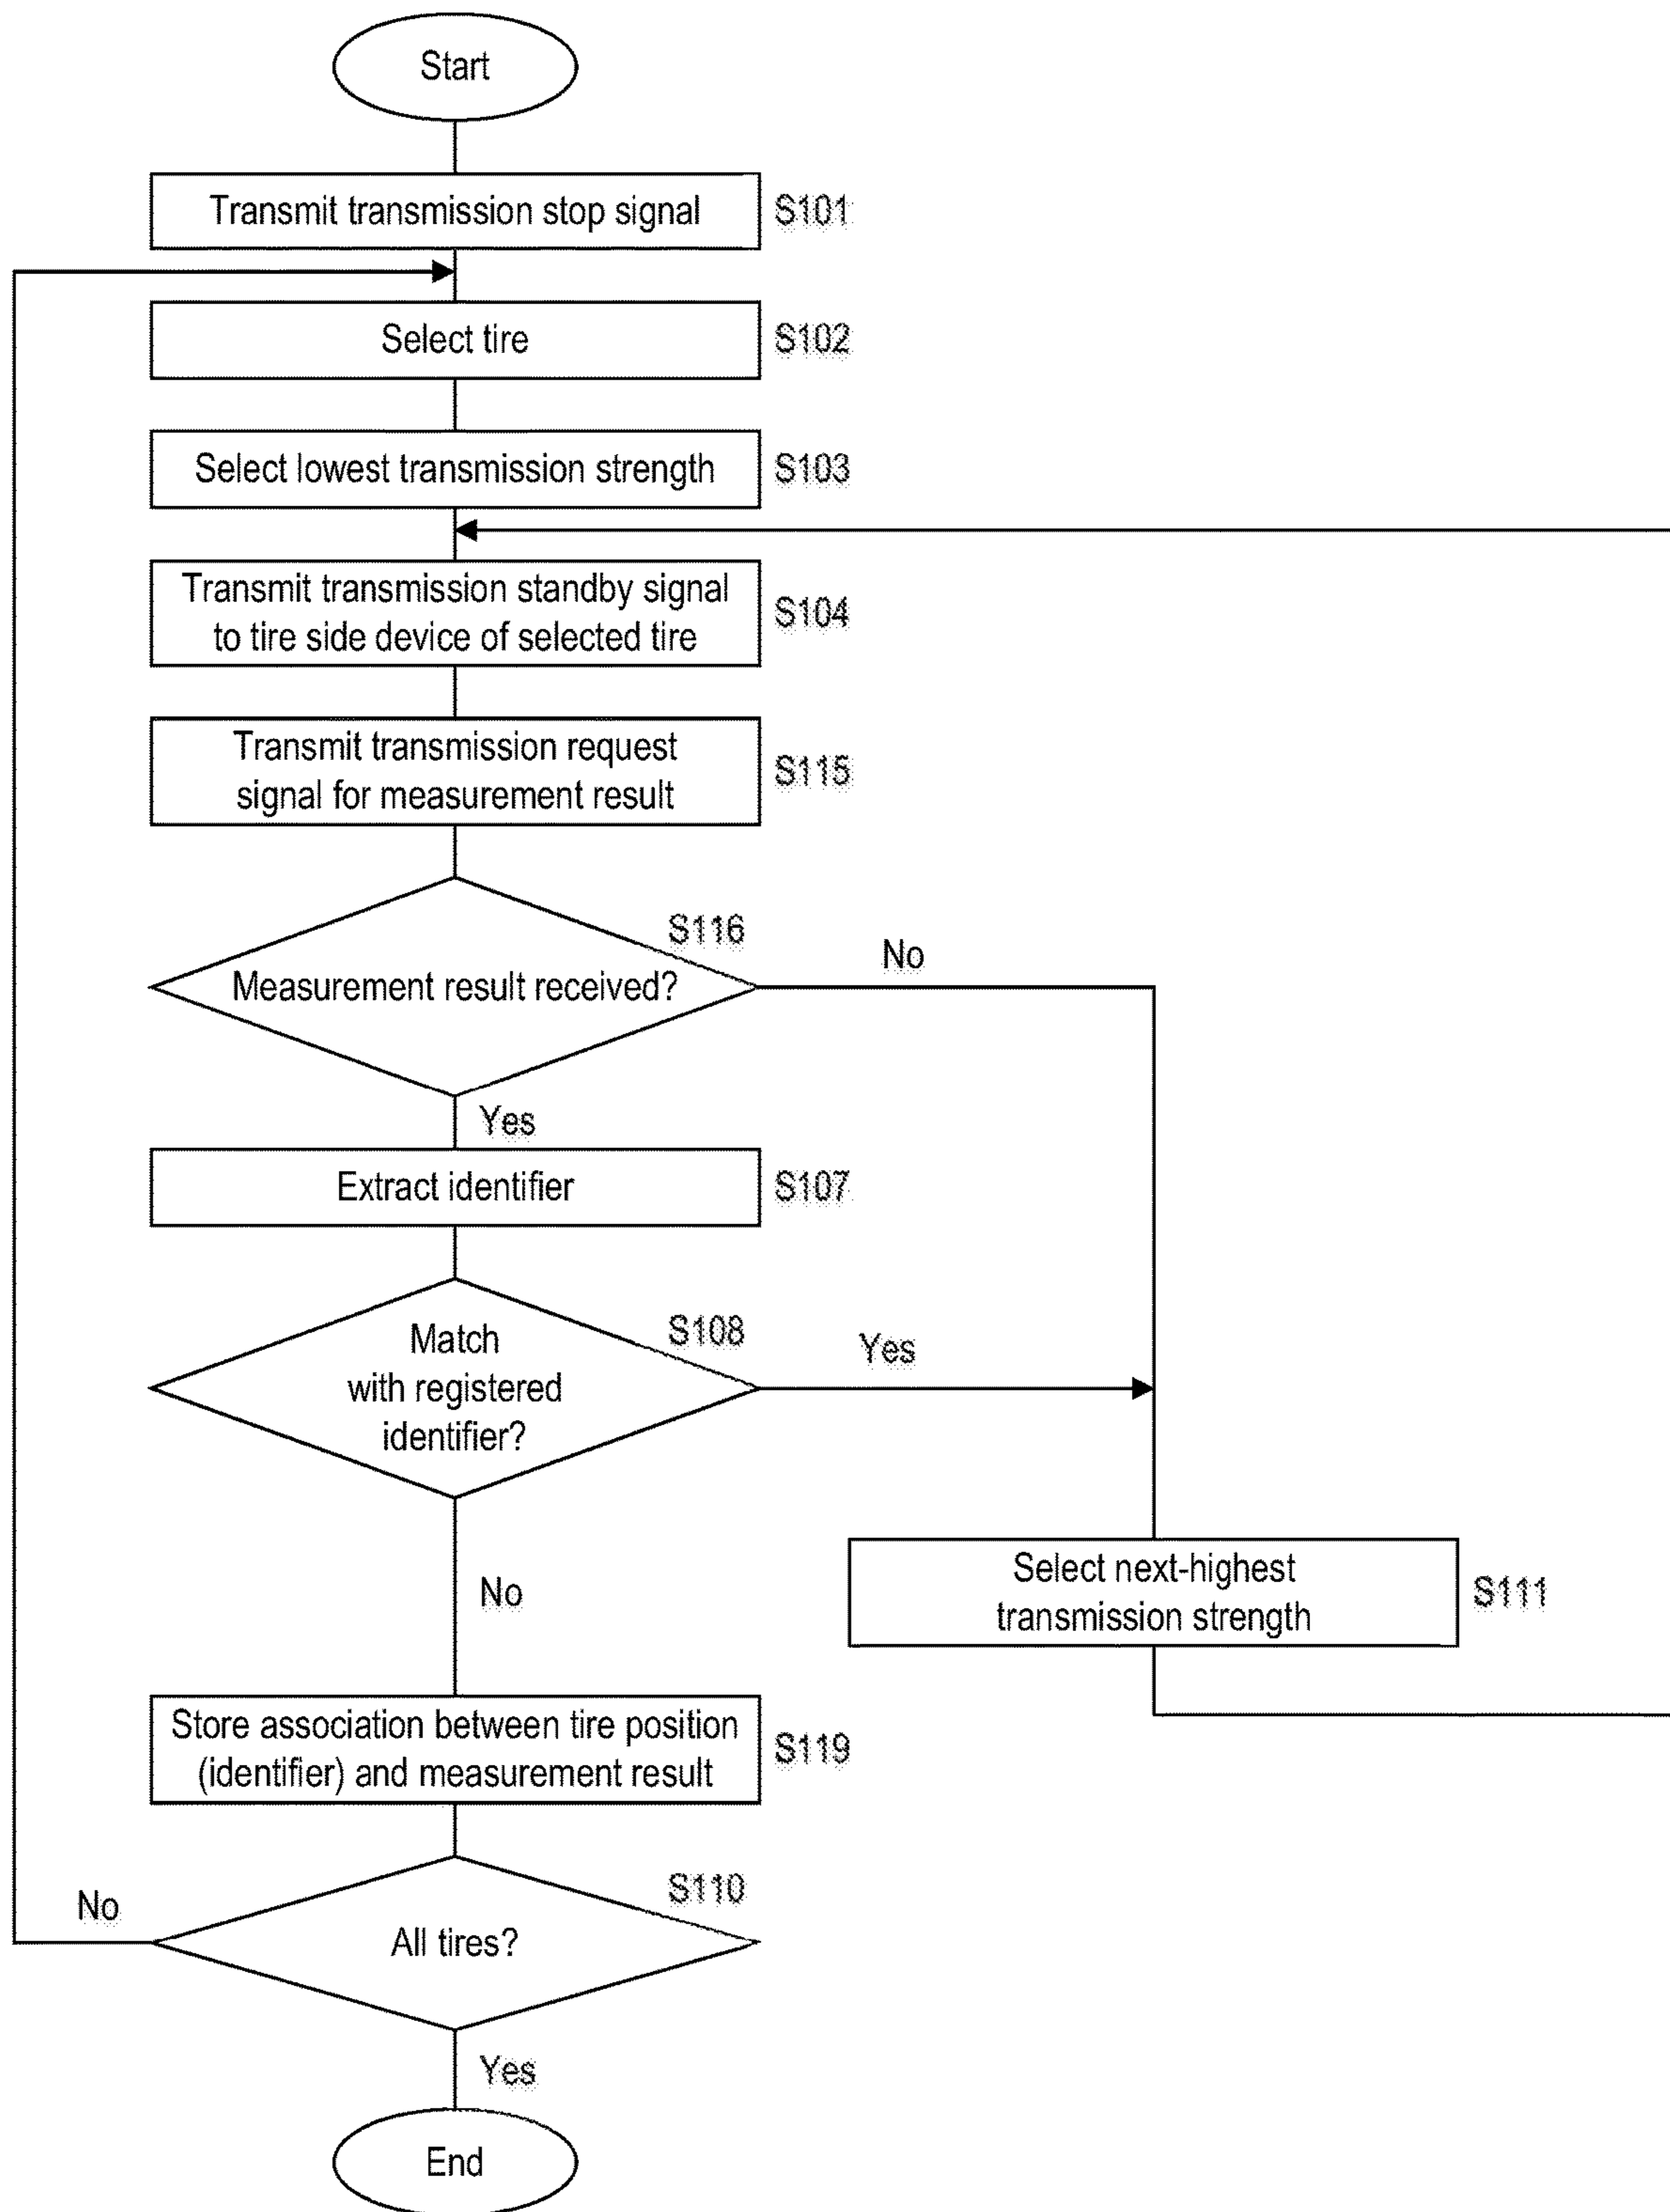 Start
Transmit transmission stop signal
S101
Select tire
S102
Select lowest transmission strength
S103
Transmit transmission standby signal
to tire side device of selected tire
S104
Transmit transmission request
signal for measurement result
S115
S116
Measurement result received?
No
Yes
Extract identifier
S107
S108
Match
with registered
identifier?
Yes
No
Select next-highest
transmission strength
S111
Store association between tire position
(identifier) and measurement result
S119
S110
All tires?
No
Yes
End